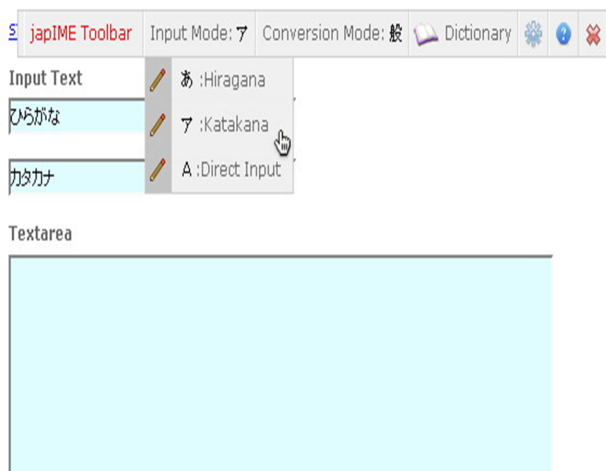 japIME Toolbar Input Mode: ア Conversion Mode: 般 Dictionary
Input Text
あ :Hiragana
ひらがな
ア :Katakana
A :Direct Input
カタカナ
Textarea